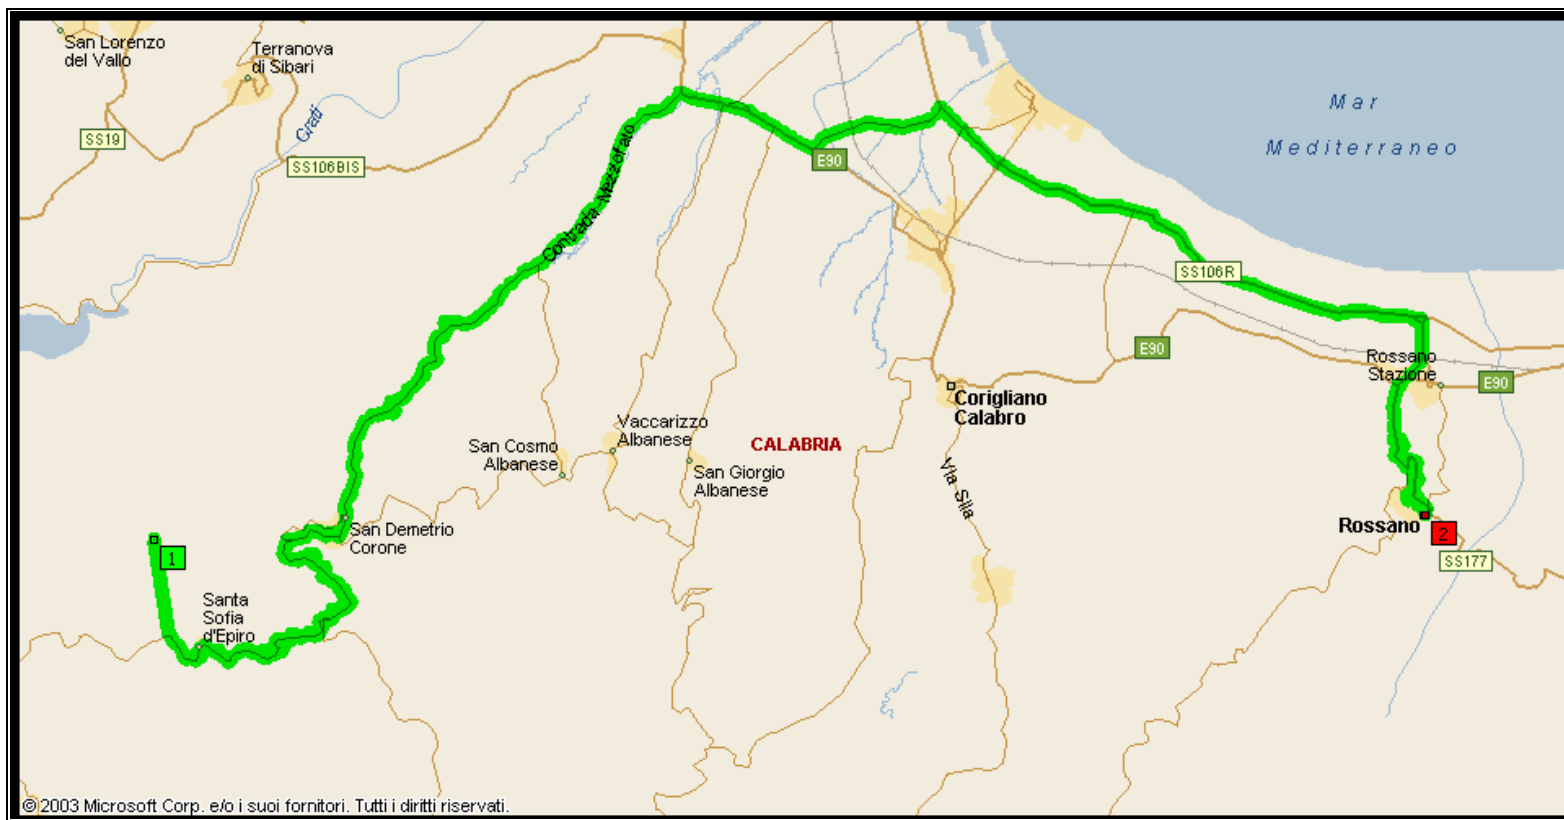 San Lorenzo
del Vallo
Terranova
di Sibari
Crati
SS19
SS106BIS
Mar
Mediterraneo
E90
Contrada Mezzofato
SS106R
E90
Rossano
Stazione
E90
Corigliano
Calabro
Vaccarizzo
Albanese
San Cosmo
Albanese
CALABRIA
San Giorgio
Albanese
Via Sila
San Demetrio
Corone
Rossano
2
SS177
1
Santa
Sofia
d'Epiro
© 2003 Microsoft Corp. e/o i suoi fornitori. Tutti i diritti riservati.